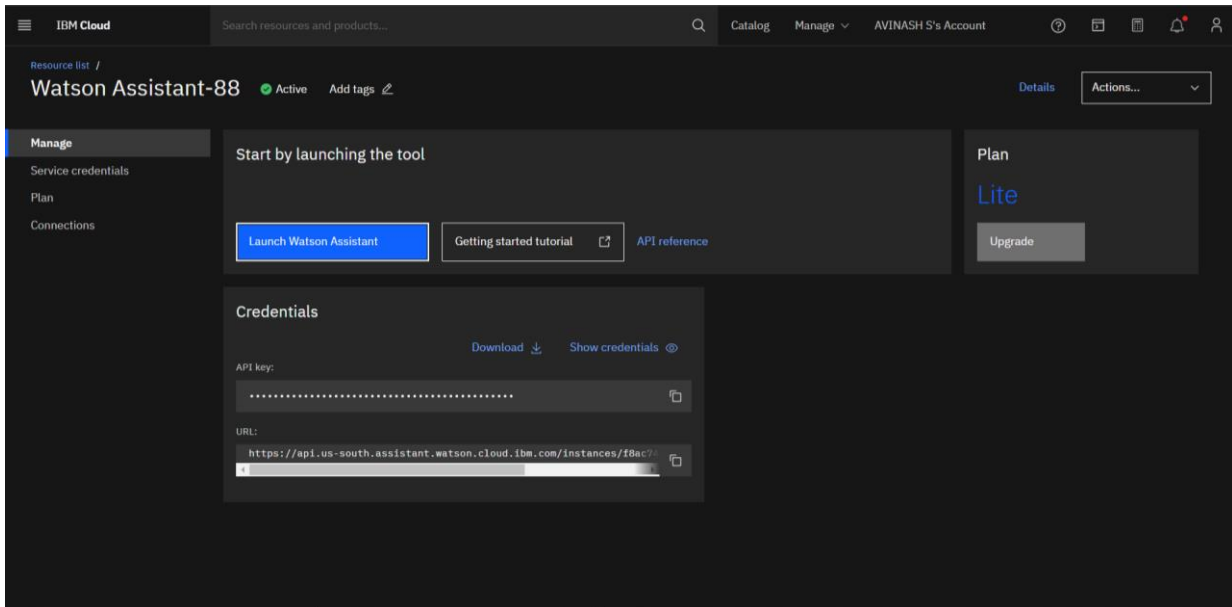 IBM Cloud
Search resources and products...
Catalog
Manage
AVINASH S's Account
Resource list /
Watson Assistant-88
Active
Add tags
Details
Actions...
Manage
Service credentials
Plan
Connections
Start by launching the tool
Launch Watson Assistant
Getting started tutorial
API reference
Plan
Lite
Upgrade
Credentials
Download
Show credentials
API key:
••••••••••••••••••••••••••••••••••••••••••••
URL:
https://api.us-south.assistant.watson.cloud.ibm.com/instances/f8ac7